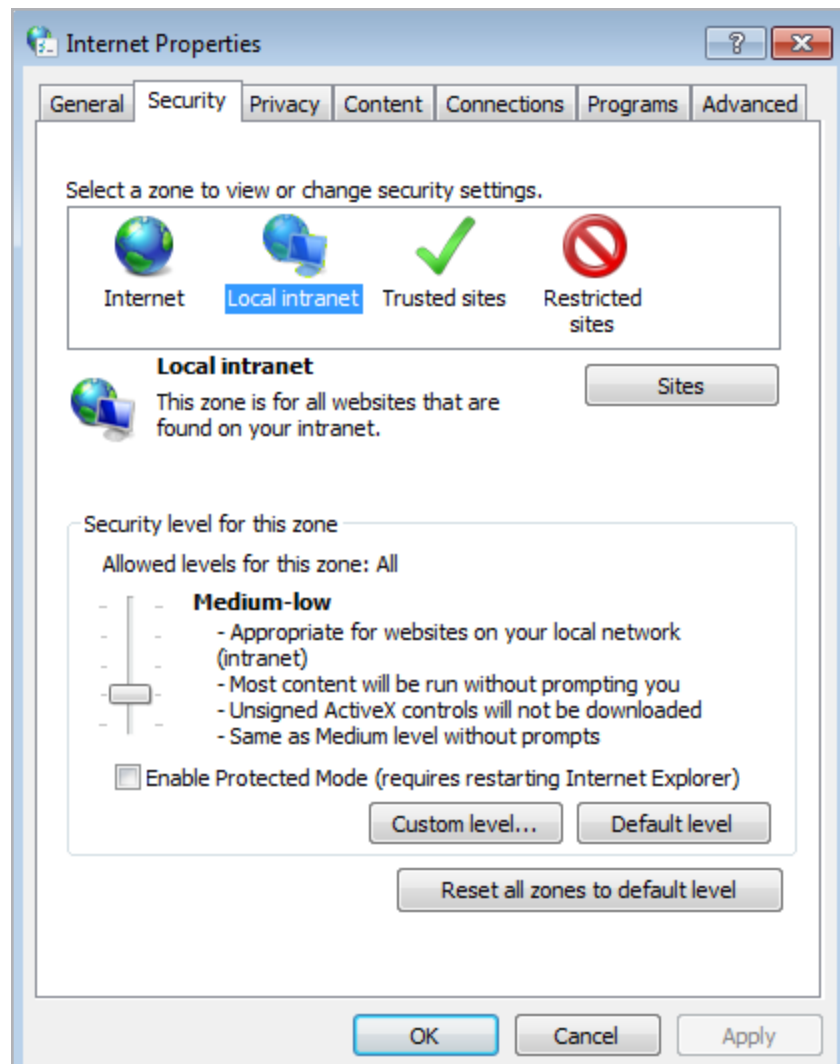 Internet Properties
General Security Privacy Content Connections Programs Advanced
Select a zone to view or change security settings.
Internet Local intranet Trusted sites Restricted
sites
Local intranet
Sites
This zone is for all websites that are
found on your intranet.
Security level for this zone
Allowed levels for this zone: All
Medium-low
- Appropriate for websites on your local network
(intranet)
- Most content will be run without prompting you
- Unsigned ActiveX controls will not be downloaded
- Same as Medium level without prompts
Enable Protected Mode (requires restarting Internet Explorer)
Custom level... Default level
Reset all zones to default level
OK Cancel Apply